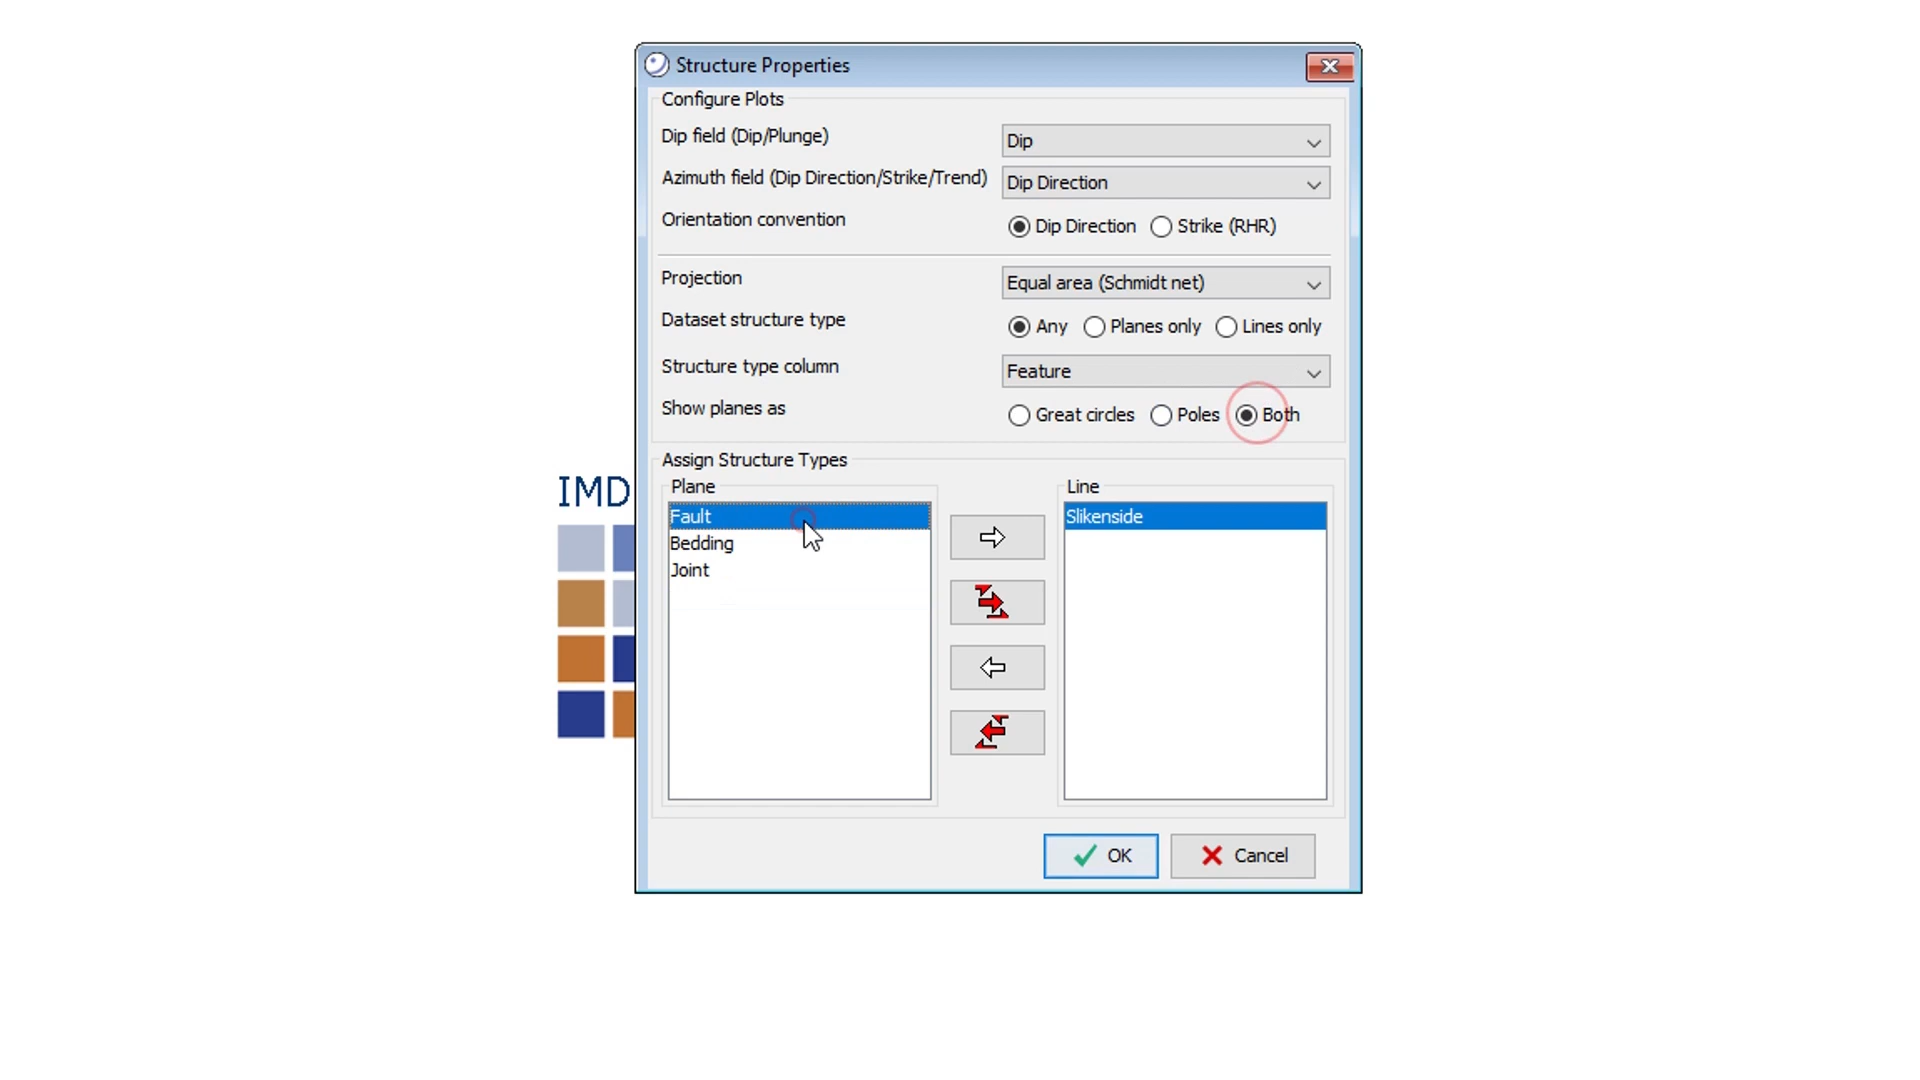 Structure Properties
Configure Plots
Dip field (Dip/Plunge) Dip
Azimuth field (Dip Direction/Strike/Trend) Dip Direction
Orientation convention Dip Direction Strike (RHR)
Projection Equal area (Schmidt net)
Dataset structure type Any Planes only Lines only
Structure type column Feature
Show planes as Great circles Poles Both
Assign Structure Types
Plane Line
Fault Slikenside
Bedding
Joint
IMD
OK Cancel